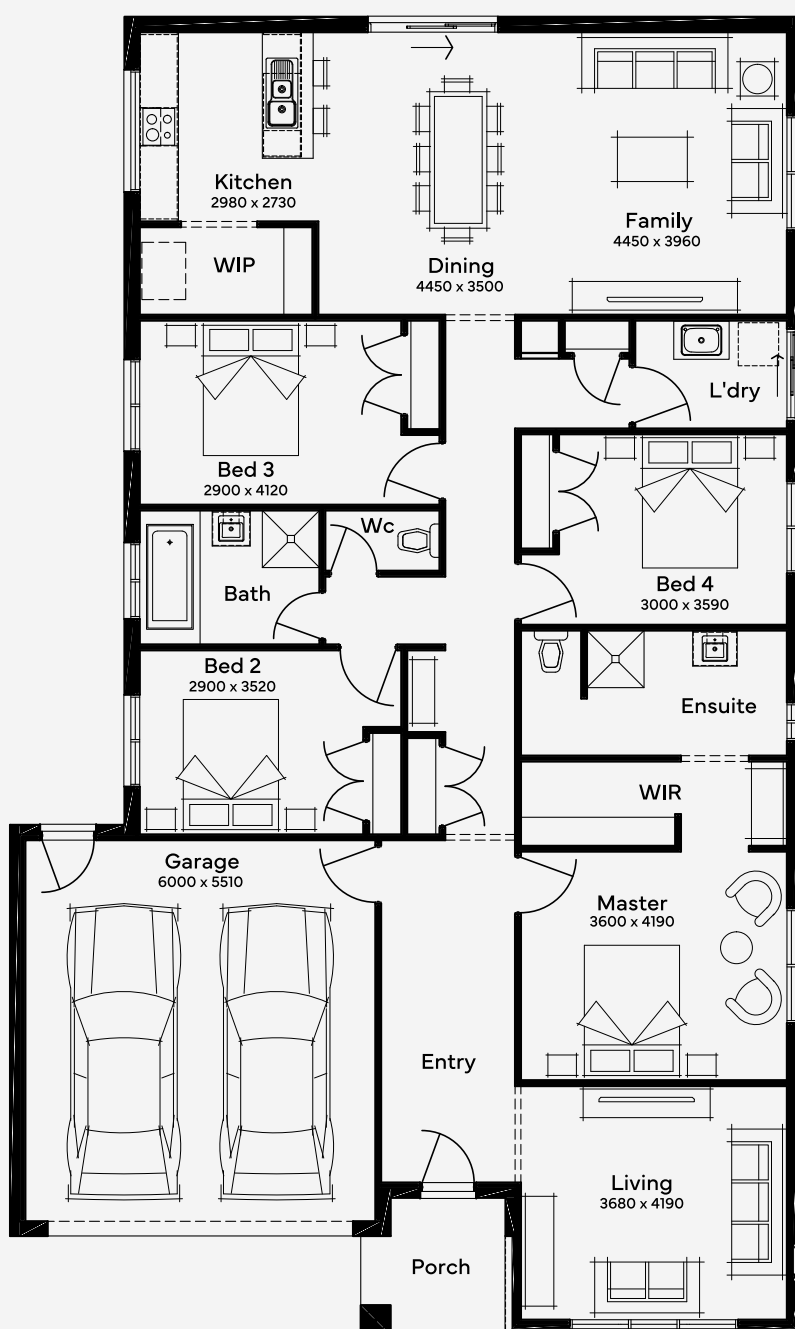 Kitchen
2980 x 2730
WIP
Dining
4450 x 3500
Family
4450 x 3960
L'dry
Bed 3
2900 x 4120
Wc
Bath
Bed 4
3000 x 3590
Bed 2
2900 x 3520
Ensuite
WIR
Garage
6000 x 5510
Master
3600 x 4190
Entry
Living
3680 x 4190
Porch